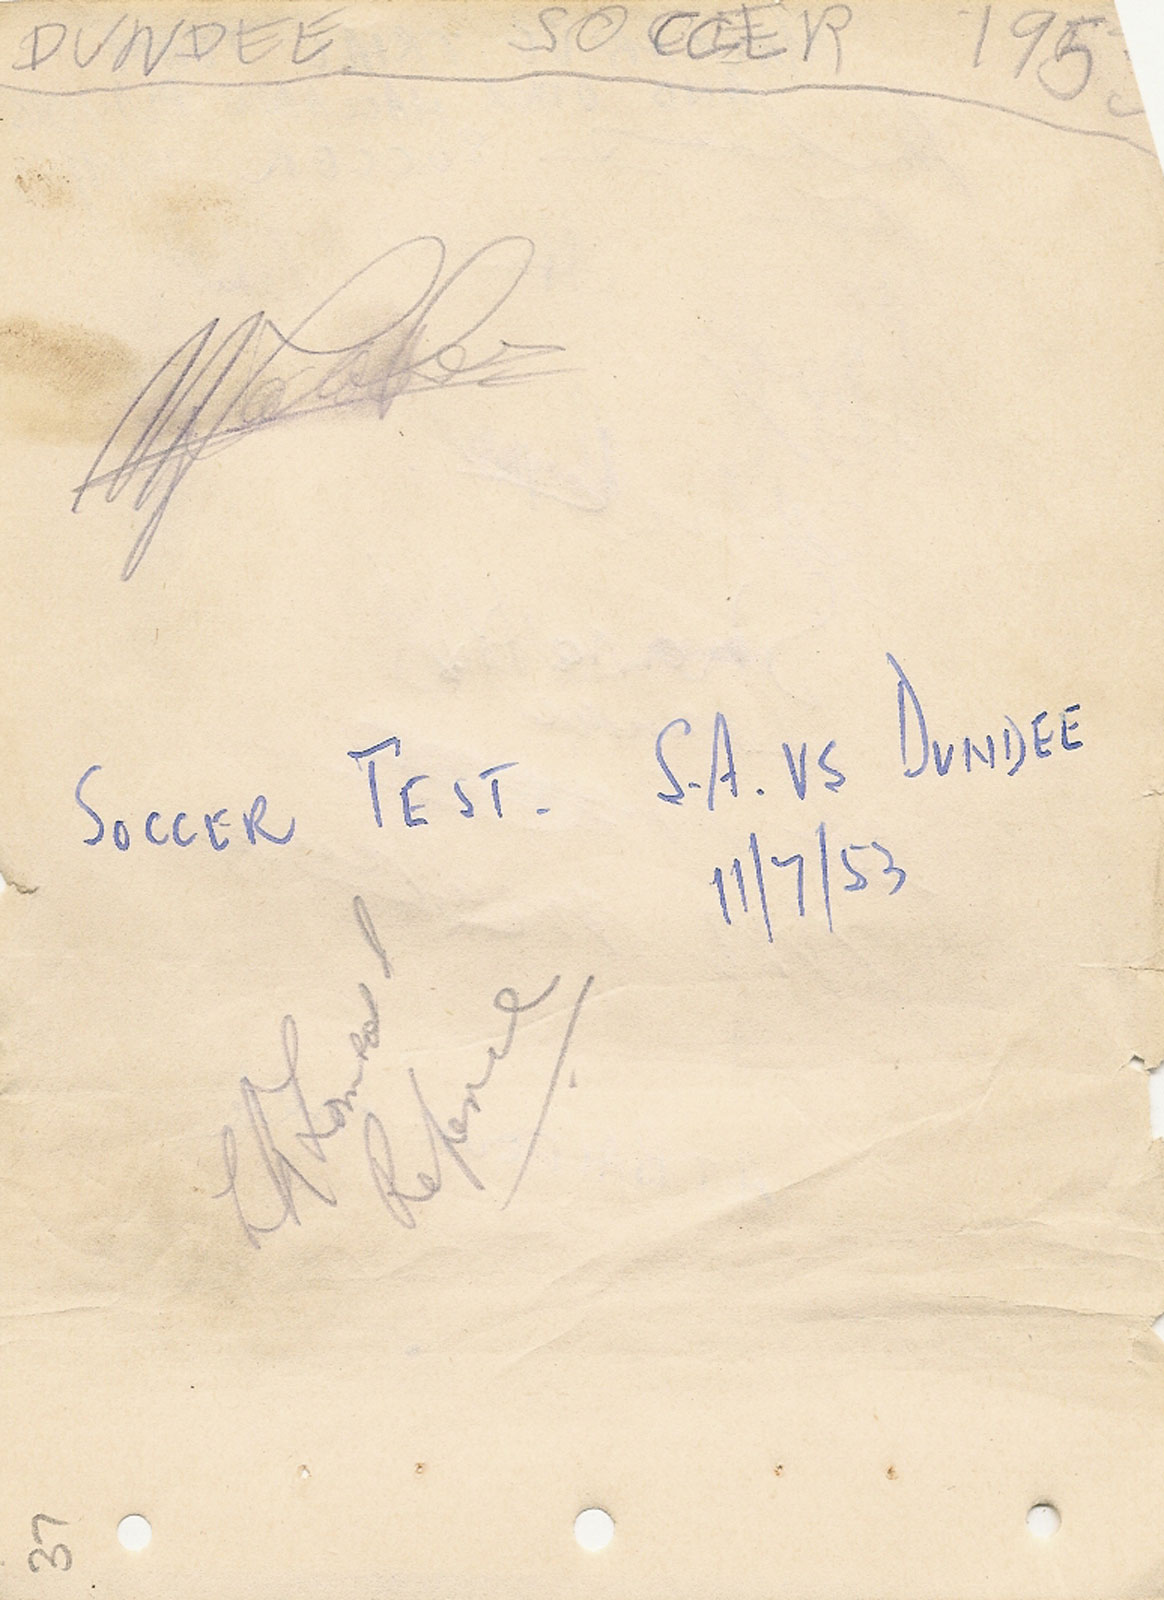 DUNDEE SOCCER 1953
SOCCER TEST. S.A. VS DUNDEE
11/7/53
Referee
37